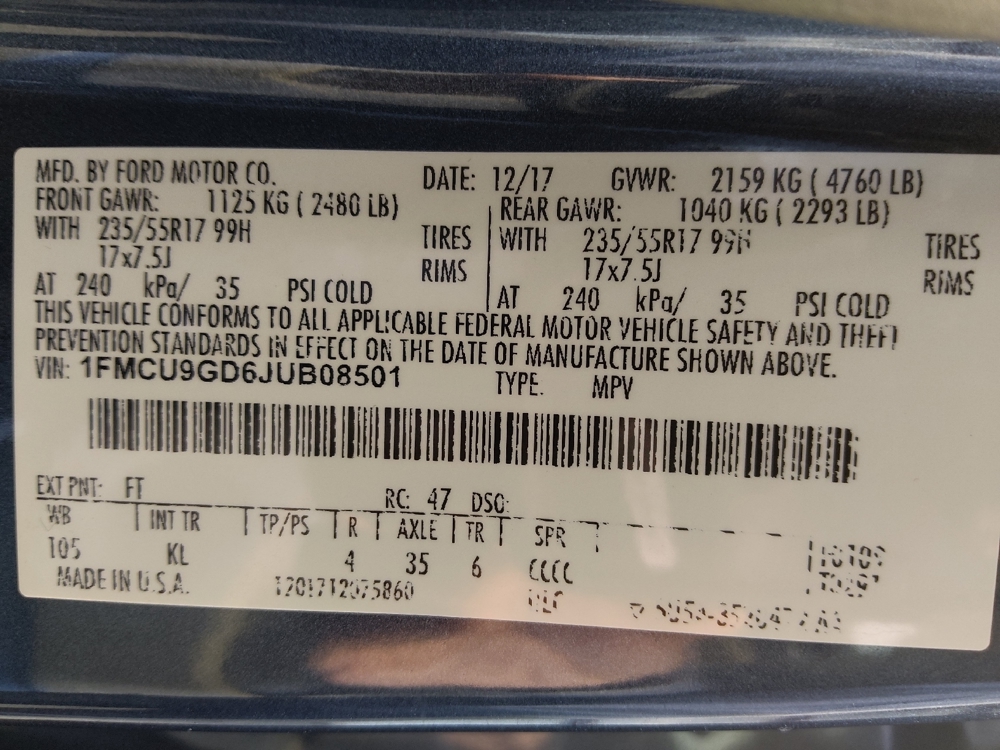 MFD. BY FORD MOTOR CO. DATE: 12/17 GVWR: 2159 KG ( 4760 LB)
FRONT GAWR: 1125 KG ( 2480 LB) REAR GAWR: 1040 KG ( 2293 LB)
WITH 235/55R17 99H TIRES WITH 235/55R17 99H TIRES
17x7.5J RIMS 17x7.5J RIMS
AT 240 kPa/ 35 PSI COLD AT 240 kPa/ 35 PSI COLD
THIS VEHICLE CONFORMS TO ALL APPLICABLE FEDERAL MOTOR VEHICLE SAFETY AND THEFT
PREVENTION STANDARDS IN EFFECT ON THE DATE OF MANUFACTURE SHOWN ABOVE.
VIN: 1FMCU9GD6JUB08501 TYPE: MPV
EXT PNT: FT RC: 47 DSO:
WB INT TR TP/PS R AXLE TR SPR
105 KL 4 35 6 CCCC
MADE IN U.S.A. 1201712075860